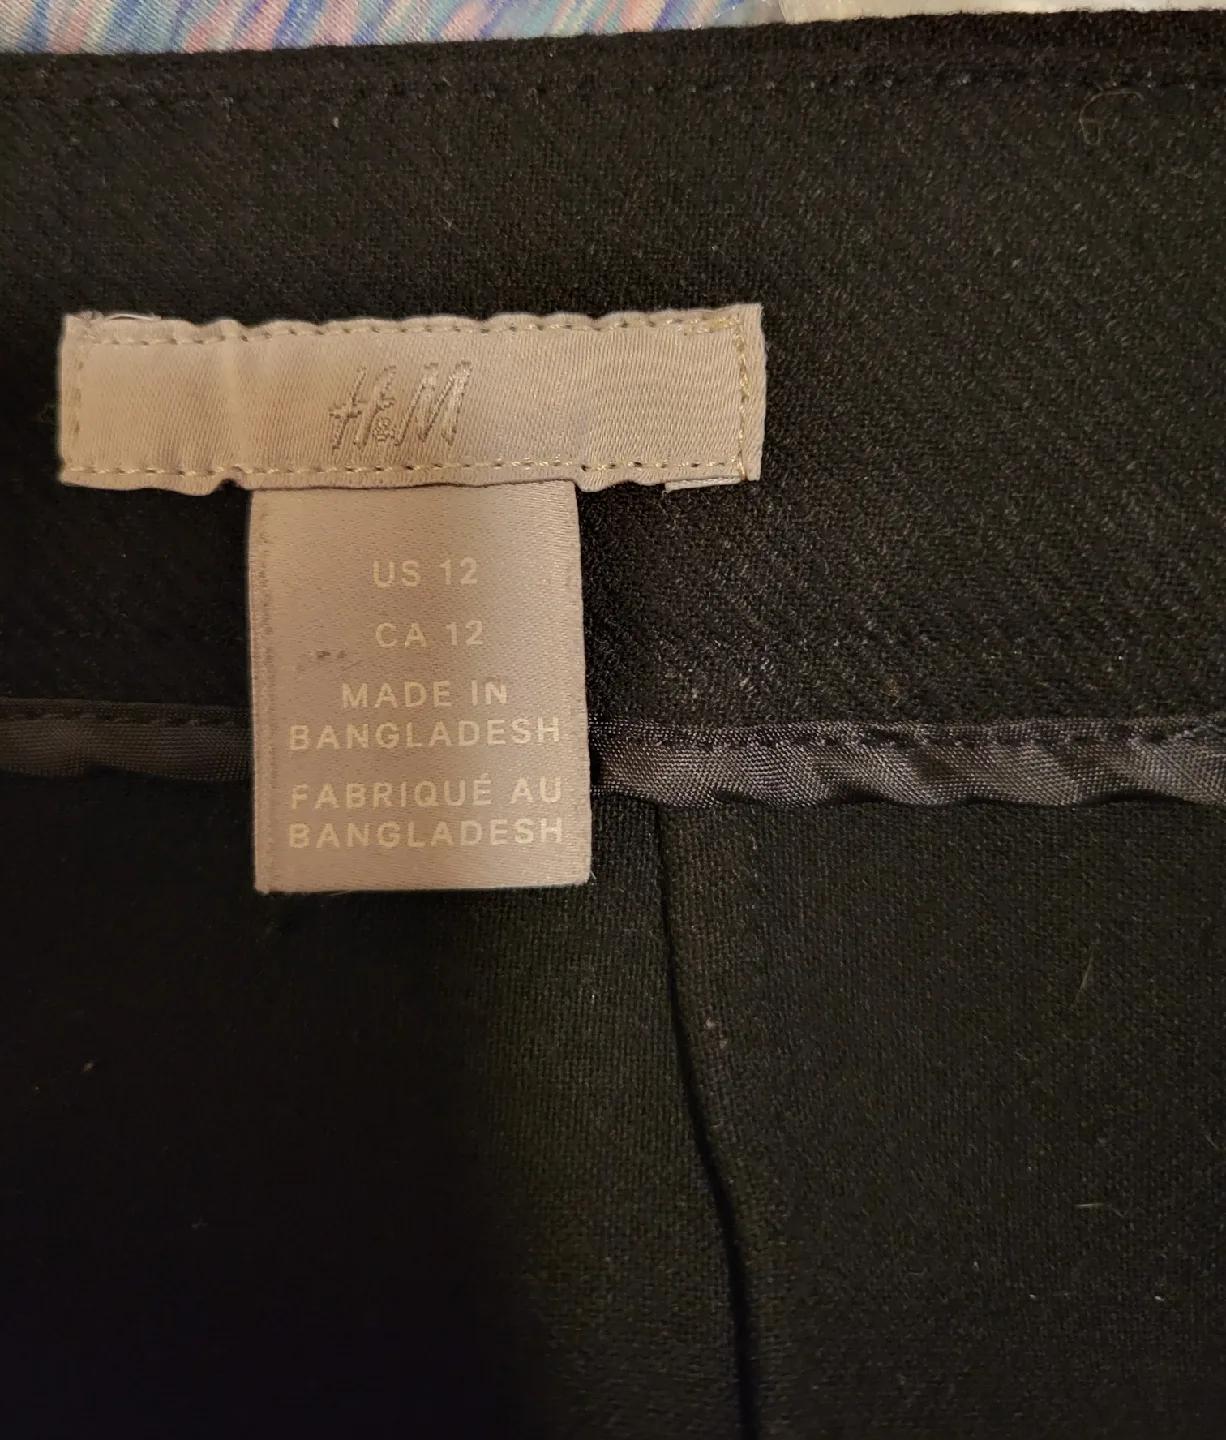 H&M
US 12
CA 12
MADE IN
BANGLADESH
FABRIQUÉ AU
BANGLADESH